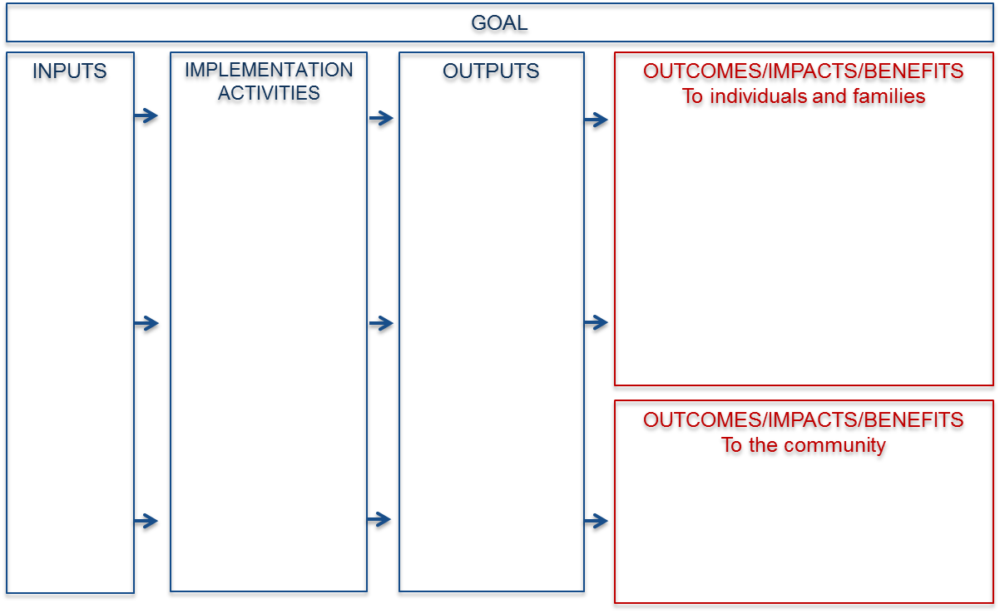 GOAL
INPUTS
IMPLEMENTATION
ACTIVITIES
OUTPUTS
OUTCOMES/IMPACTS/BENEFITS
To individuals and families
OUTCOMES/IMPACTS/BENEFITS
To the community